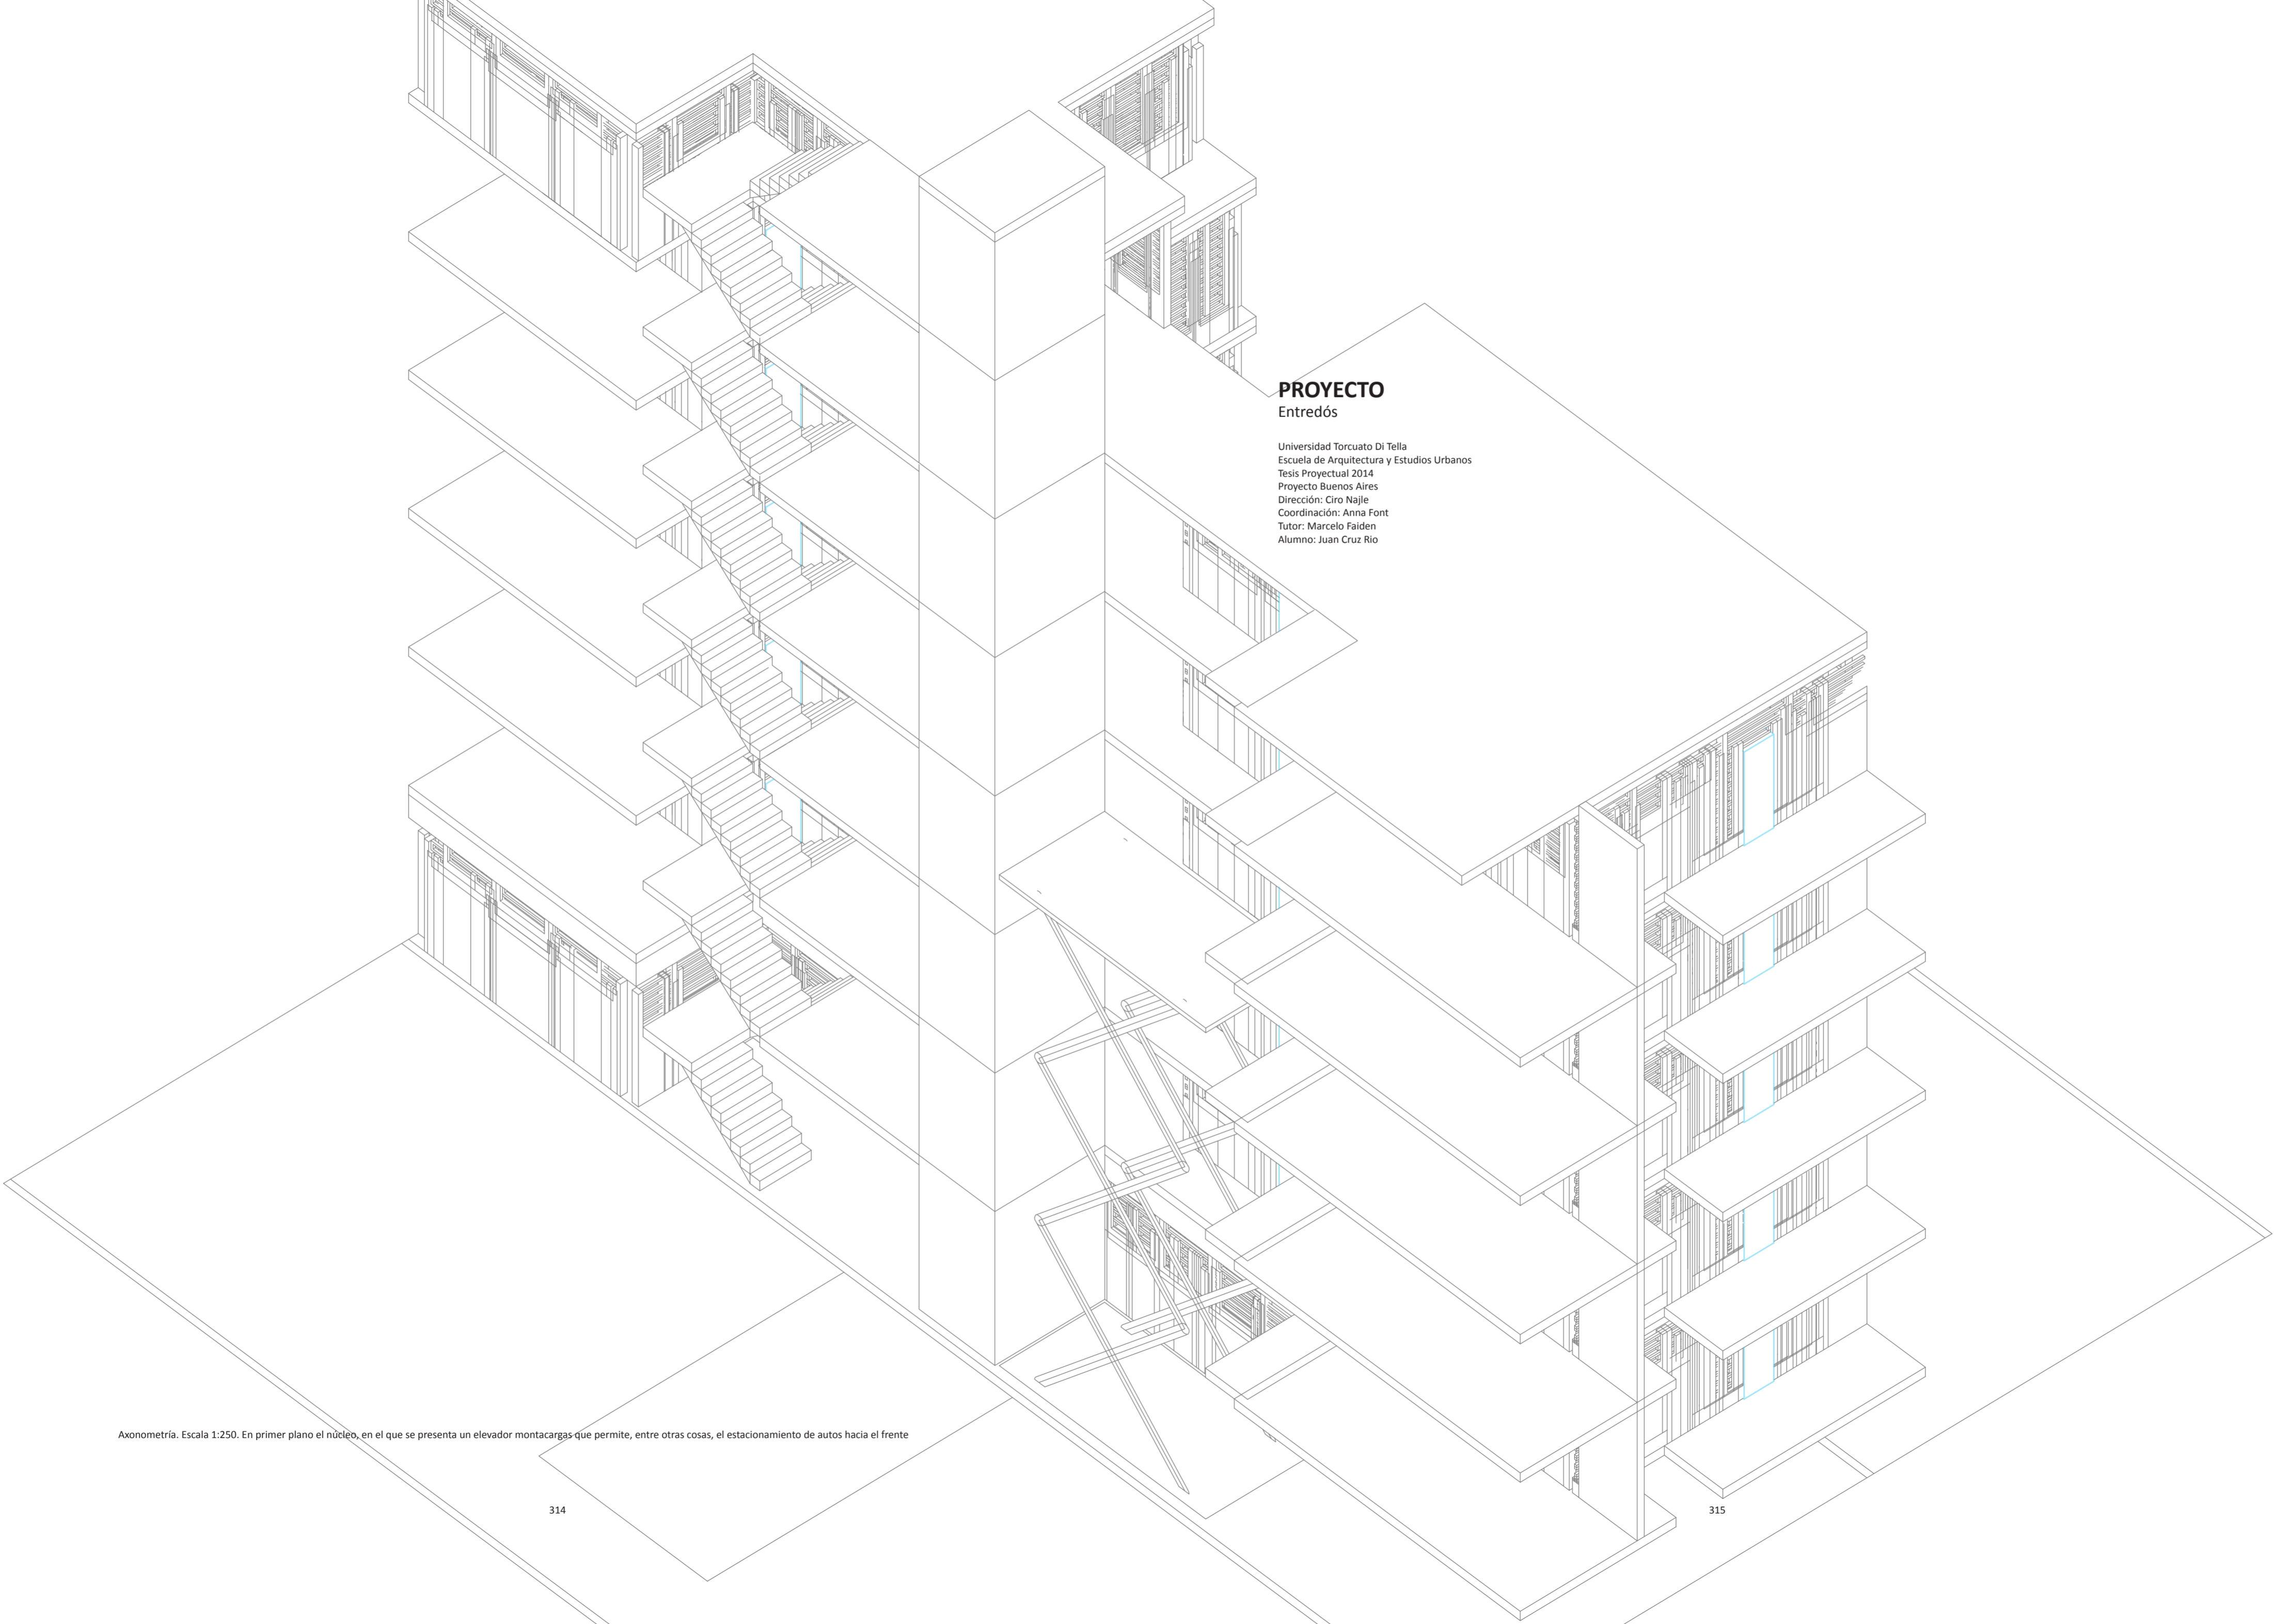 PROYECTO
Entredós
Universidad Torcuato Di Tella
Escuela de Arquitectura y Estudios Urbanos
Tesis Proyectual 2014
Proyecto Buenos Aires
Dirección: Ciro Najle
Coordinación: Anna Font
Tutor: Marcelo Faiden
Alumno: Juan Cruz Rio
Axonometría. Escala 1:250. En primer plano el núcleo, en el que se presenta un elevador montacargas que permite, entre otras cosas, el estacionamiento de autos hacia el frente
314
315